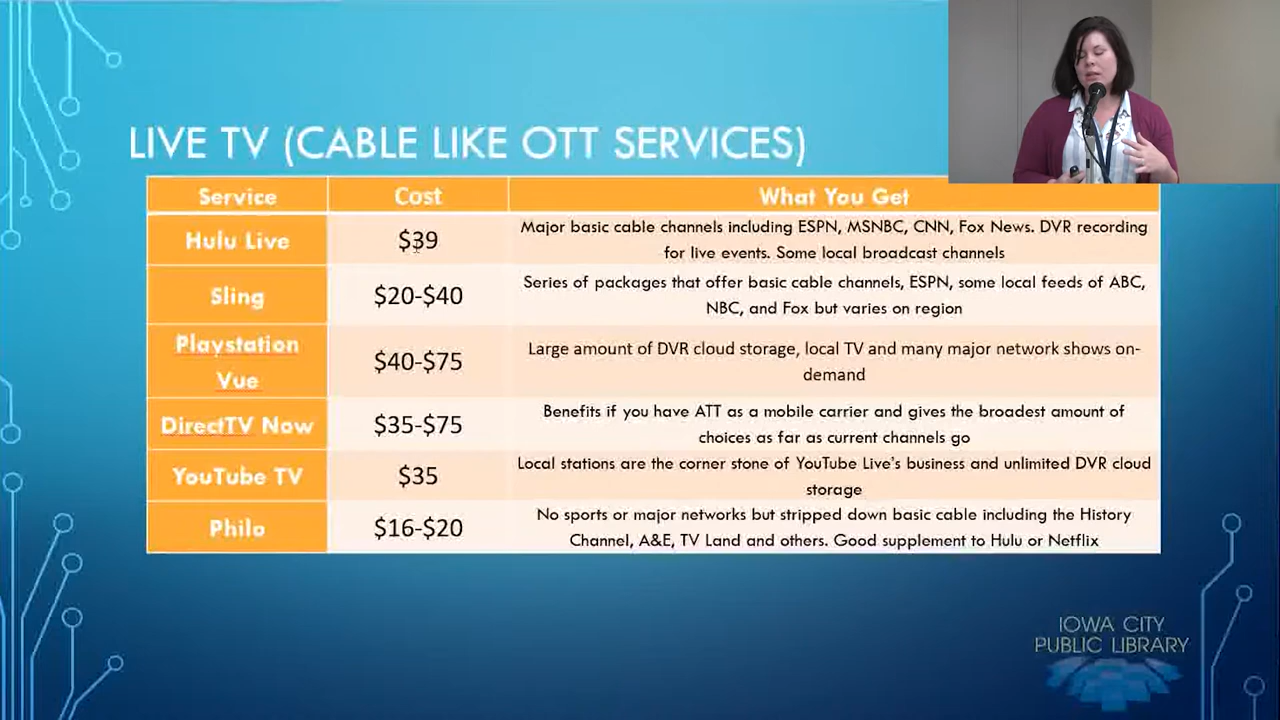 LIVE TV (CABLE LIKE OTT SERVICES)
Service Cost What You Get
Hulu Live $39 Major basic cable channels including ESPN, MSNBC, CNN, Fox News. DVR recording
for live events. Some local broadcast channels
Sling $20-$40 Series of packages that offer basic cable channels, ESPN, some local feeds of ABC,
NBC, and Fox but varies on region
Playstation
Vue $40-$75 Large amount of DVR cloud storage, local TV and many major network shows on-
demand
DirectTV Now $35-$75 Benefits if you have ATT as a mobile carrier and gives the broadest amount of
choices as far as current channels go
YouTube TV $35 Local stations are the corner stone of YouTube Live's business and unlimited DVR cloud
storage
Philo $16-$20 No sports or major networks but stripped down basic cable including the History
Channel, A&E, TV Land and others. Good supplement to Hulu or Netflix
IOWA CITY
PUBLIC LIBRARY